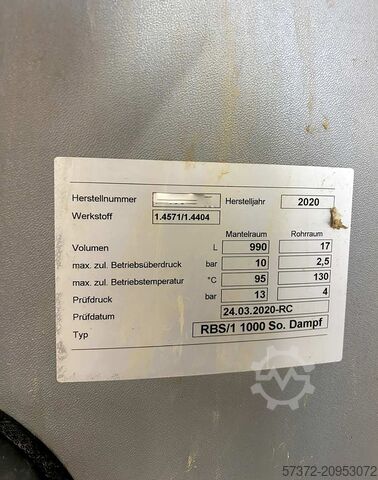 Herstellnummer Herstelljahr 2020
Werkstoff 1.4571/1.4404
Mantelraum Rohrraum
Volumen L 990 17
max. zul. Betriebsüberdruck bar 10 2,5
max. zul. Betriebstemperatur °C 95 130
Prüfdruck bar 13 4
Prüfdatum 24.03.2020-RC
Typ RBS/1 1000 So. Dampf
57372-20953072